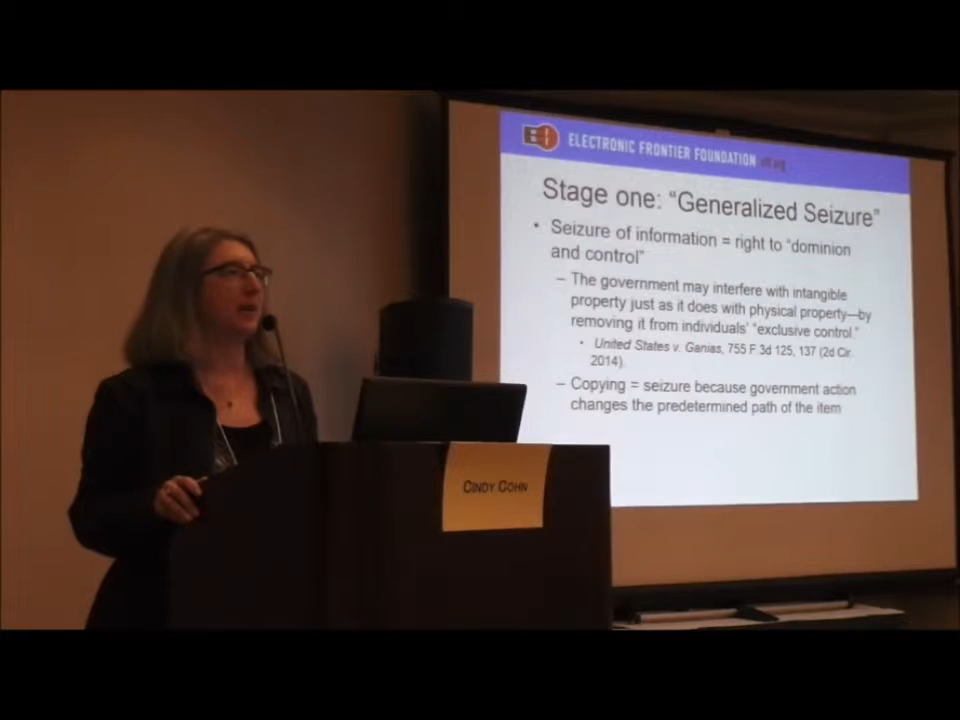 ELECTRONIC FRONTIER FOUNDATION eff.org
Stage one: “Generalized Seizure”
• Seizure of information = right to “dominion
and control”
– The government may interfere with intangible
property just as it does with physical property—by
removing it from individuals’ “exclusive control.”
• United States v. Ganias, 755 F.3d 125, 137 (2d Cir.
2014).
– Copying = seizure because government action
changes the predetermined path of the item
CINDY COHN